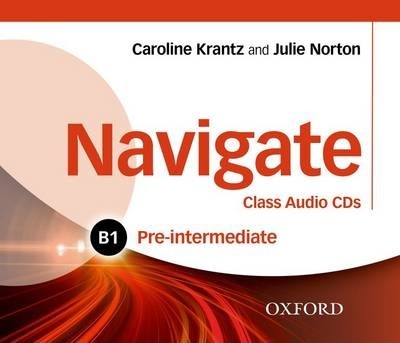 Caroline Krantz and Julie Norton
Navigate
Class Audio CDs
B1 Pre-intermediate
OXFORD